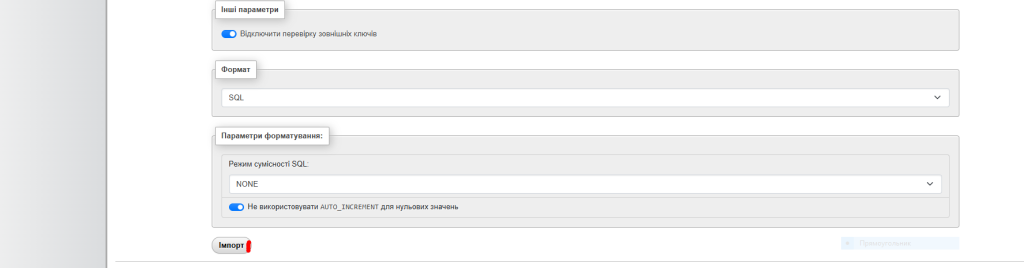 Інші параметри
Відключити перевірку зовнішніх ключів
Формат
SQL
Параметри форматування:
Режим сумісності SQL:
NONE
Не використовувати AUTO_INCREMENT для нульових значень
Імпорт